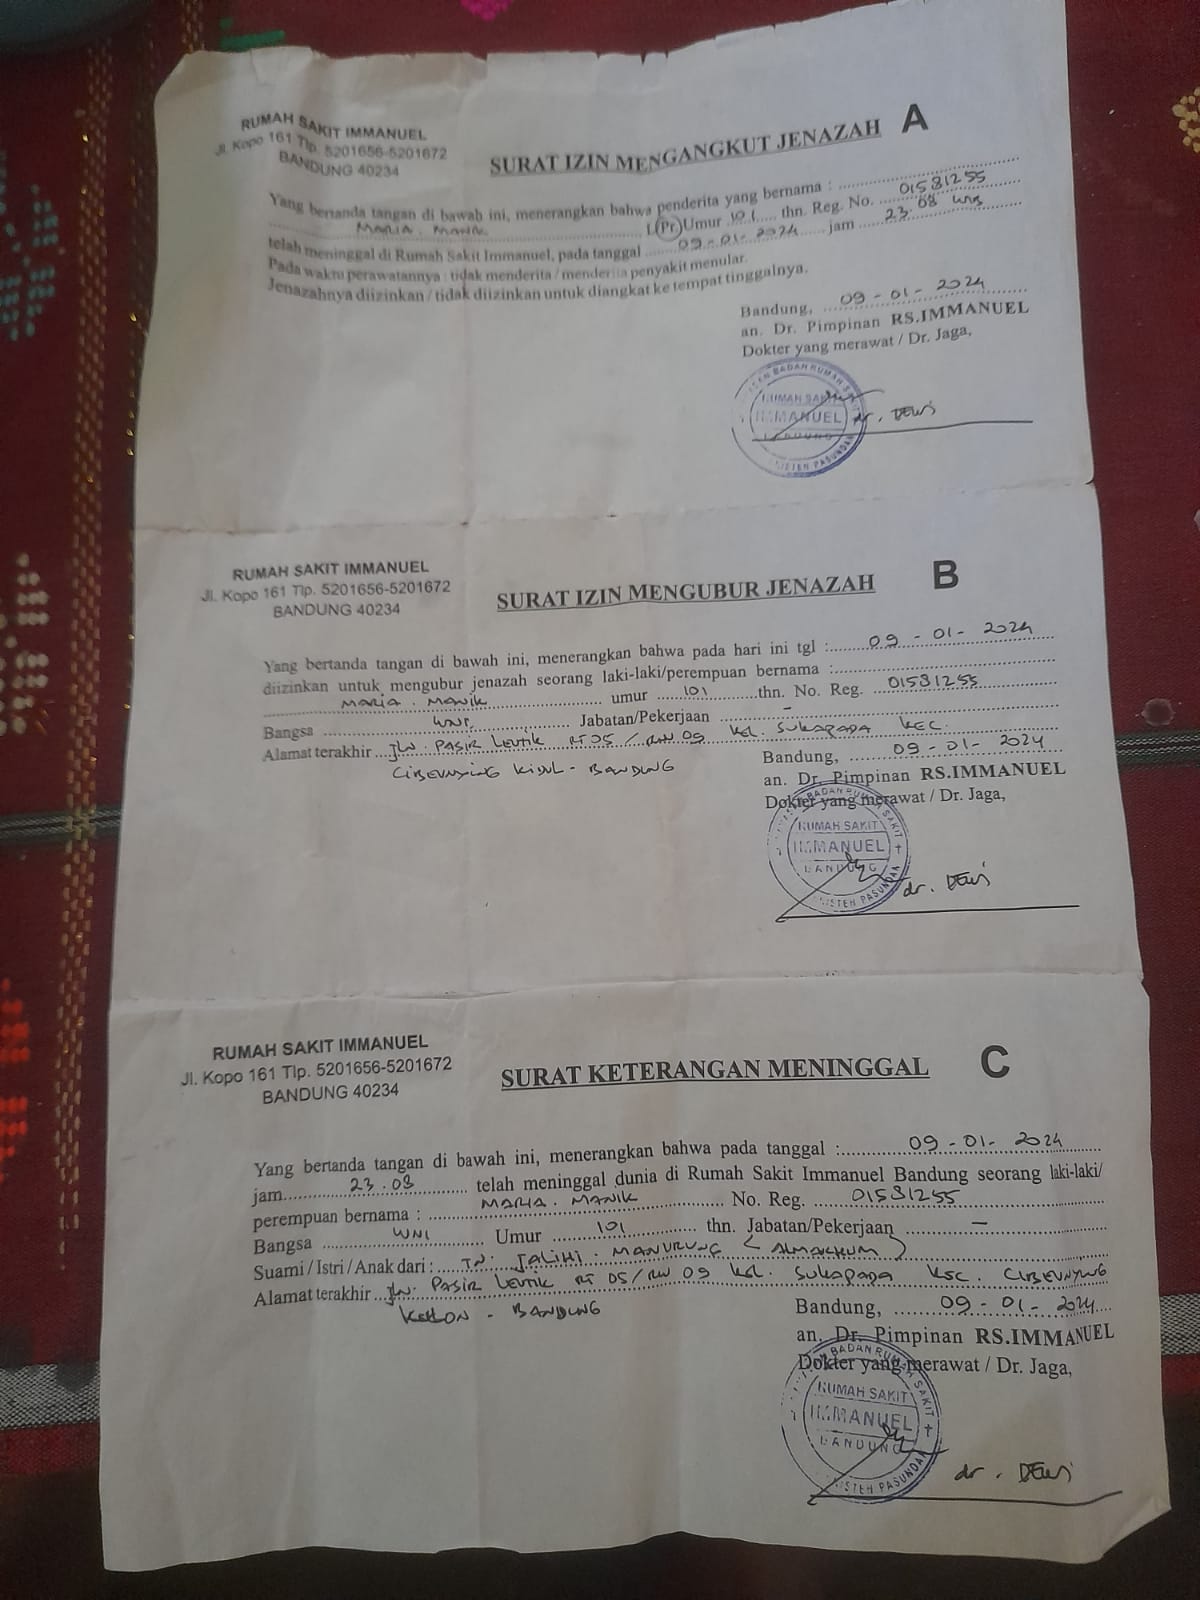 RUMAH SAKIT IMMANUEL
Jl. Kopo 161 Tlp. 5201656-5201672
BANDUNG 40234
SURAT IZIN MENGANGKUT JENAZAH A
Yang bertanda tangan di bawah ini, menerangkan bahwa penderita yang bernama :
MARIA. MANIK L(Pr) Umur 101 thn. Reg. No. 01581255
telah meninggal di Rumah Sakit Immanuel, pada tanggal 09-01-2024 jam 23 08 WIB
Pada waktu perawatannya : tidak menderita / menderita penyakit menular.
Jenazahnya diizinkan / tidak diizinkan untuk diangkat ke tempat tinggalnya.
Bandung, 09-01-2024
an. Dr. Pimpinan RS.IMMANUEL
Dokter yang merawat / Dr. Jaga,
BADAN RUMAH SAKIT
RUMAH SAKIT
IMMANUEL
BANDUNG
PASUNDAN
dr. DEWI
RUMAH SAKIT IMMANUEL
Jl. Kopo 161 Tlp. 5201656-5201672
BANDUNG 40234
SURAT IZIN MENGUBUR JENAZAH B
Yang bertanda tangan di bawah ini, menerangkan bahwa pada hari ini tgl : 09-01-2024
diizinkan untuk mengubur jenazah seorang laki-laki/perempuan bernama :
MARIA. MANIK umur 101 thn. No. Reg. 01581255
Bangsa WNI Jabatan/Pekerjaan -
Alamat terakhir JLN. PASIR LEUTIK RT 05 / RW 09 KEL. SUKAPADA KEC.
CIBEUNYING KIDUL - BANDUNG
Bandung, 09-01-2024
an. Dr. Pimpinan RS.IMMANUEL
Dokter yang merawat / Dr. Jaga,
BADAN RUMAH SAKIT
RUMAH SAKIT
IMMANUEL
BANDUNG
PASUNDAN
dr. DEWI
RUMAH SAKIT IMMANUEL
Jl. Kopo 161 Tlp. 5201656-5201672
BANDUNG 40234
SURAT KETERANGAN MENINGGAL C
Yang bertanda tangan di bawah ini, menerangkan bahwa pada tanggal : 09-01-2024
jam 23.08 telah meninggal dunia di Rumah Sakit Immanuel Bandung seorang laki-laki/
perempuan bernama : MARIA. MANIK No. Reg. 01581255
Bangsa WNI Umur 101 thn. Jabatan/Pekerjaan -
Suami / Istri / Anak dari : TN. JALIHI. MANURUNG (ALMARHUM)
Alamat terakhir JLN. PASIR LEUTIK RT 05/RW 09 KEL. SUKAPADA KEC. CIBEUNYING
- BANDUNG
Bandung, 09-01-2024
an. Dr. Pimpinan RS.IMMANUEL
Dokter yang merawat / Dr. Jaga,
BADAN RUMAH SAKIT
RUMAH SAKIT
IMMANUEL
BANDUNG
PASUNDAN
dr. DEWI